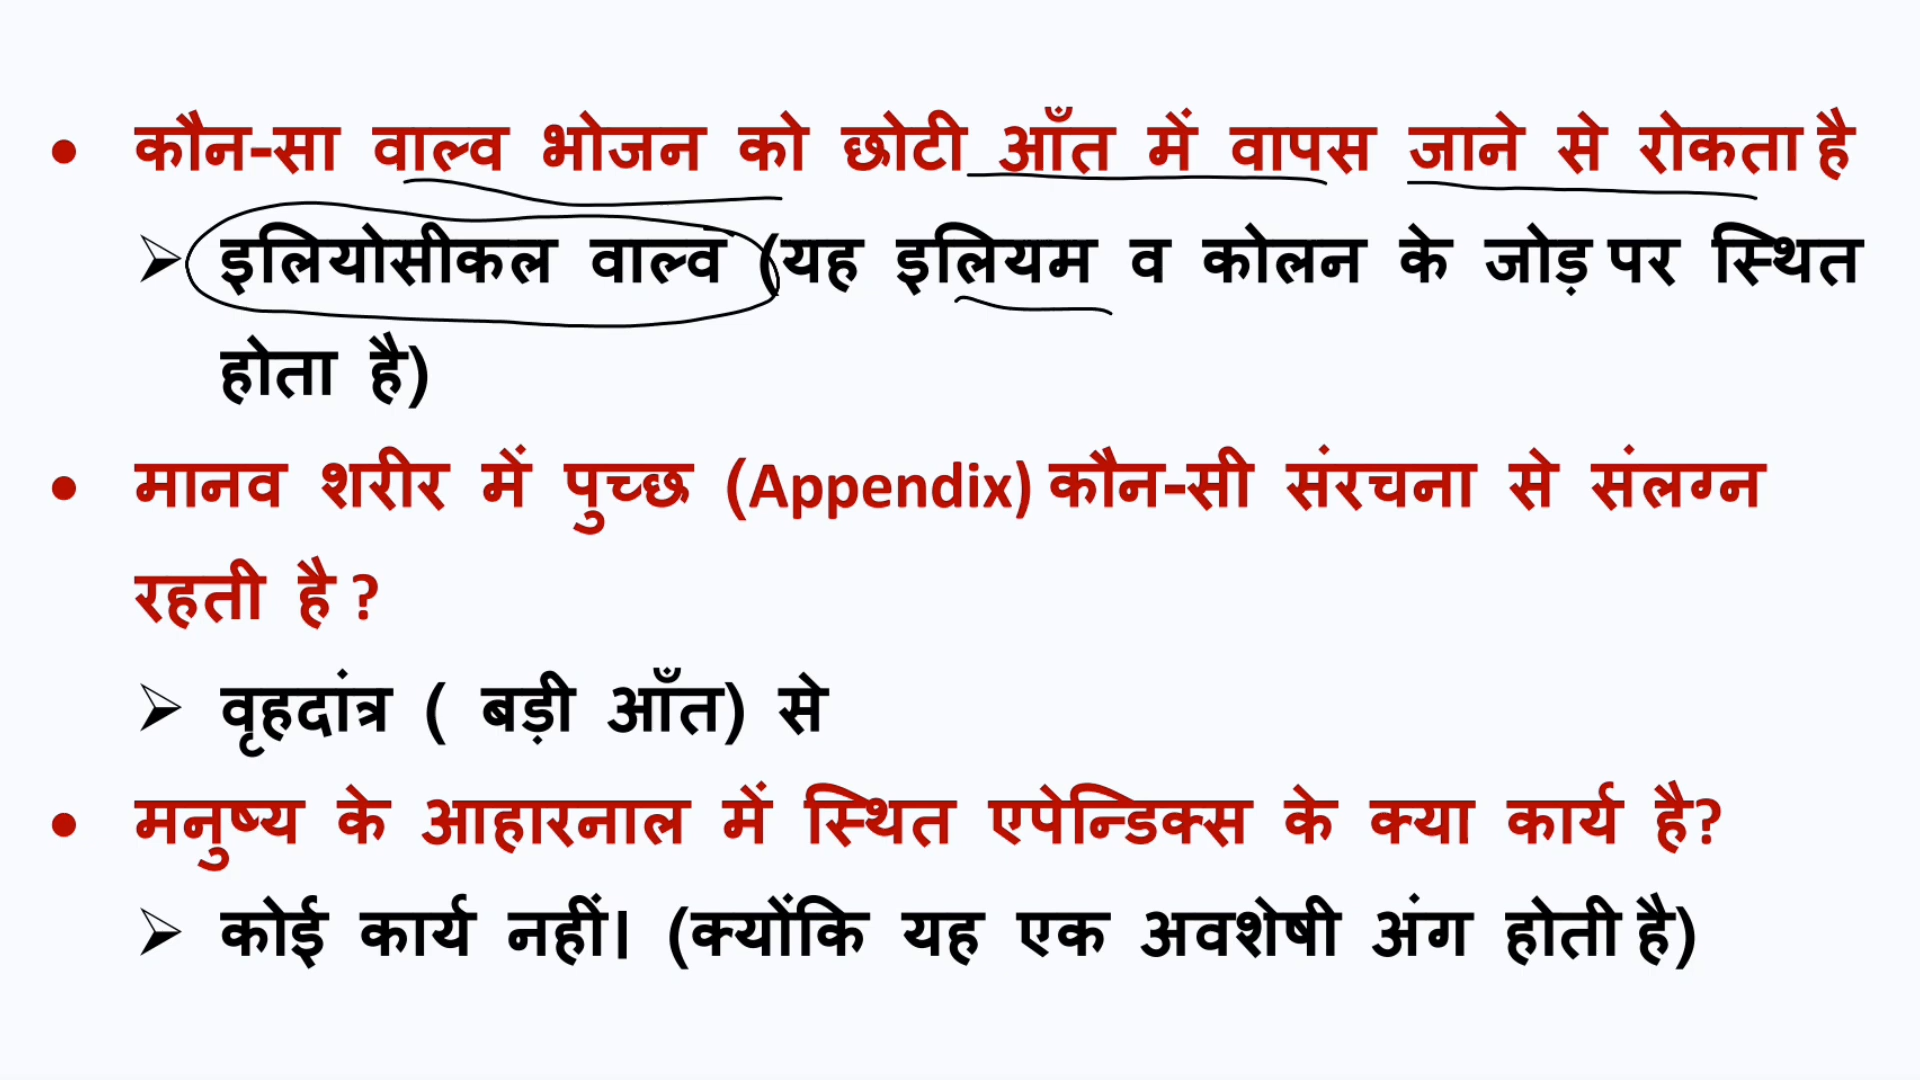 • कौन-सा वाल्व भोजन को छोटी आँत में वापस जाने से रोकता है
➢ इलियोसीकल वाल्व (यह इलियम व कोलन के जोड़ पर स्थित
होता है)
• मानव शरीर में पुच्छ (Appendix) कौन-सी संरचना से संलग्न
रहती है ?
➢ वृहदांत्र ( बड़ी आँत) से
• मनुष्य के आहारनाल में स्थित एपेन्डिक्स के क्या कार्य है?
➢ कोई कार्य नहीं। (क्योंकि यह एक अवशेषी अंग होती है)